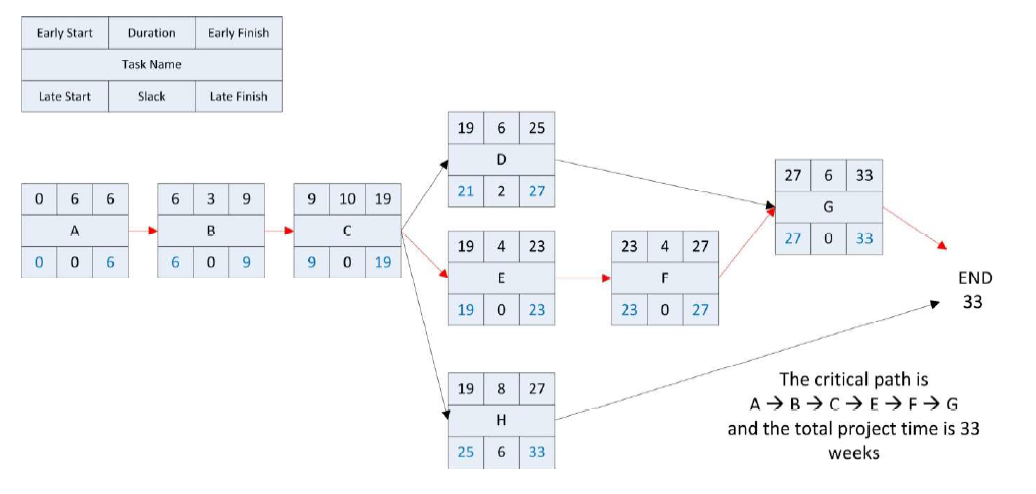 Early Start Duration Early Finish
Task Name
Late Start Slack Late Finish
0 6 6
A
0 0 6
6 3 9
B
6 0 9
9 10 19
C
9 0 19
19 6 25
D
21 2 27
19 4 23
E
19 0 23
23 4 27
F
23 0 27
19 8 27
H
25 6 33
27 6 33
G
27 0 33
END
33
The critical path is
A → B → C → E → F → G
and the total project time is 33
weeks